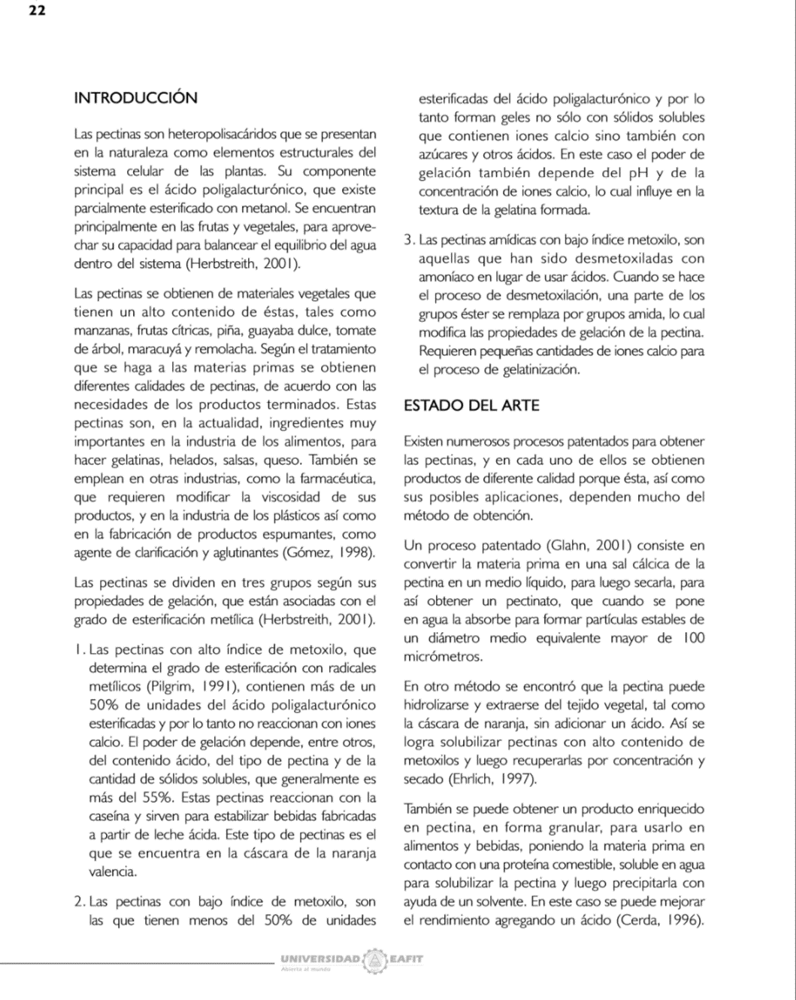 22
INTRODUCCIÓN
Las pectinas son heteropolisacáridos que se presentan
en la naturaleza como elementos estructurales del
sistema celular de las plantas. Su componente
principal es el ácido poligalacturónico, que existe
parcialmente esterificado con metanol. Se encuentran
principalmente en las frutas y vegetales, para aprove-
char su capacidad para balancear el equilibrio del agua
dentro del sistema (Herbstreith, 2001).
Las pectinas se obtienen de materiales vegetales que
tienen un alto contenido de éstas, tales como
manzanas, frutas cítricas, piña, guayaba dulce, tomate
de árbol, maracuyá y remolacha. Según el tratamiento
que se haga a las materias primas se obtienen
diferentes calidades de pectinas, de acuerdo con las
necesidades de los productos terminados. Estas
pectinas son, en la actualidad, ingredientes muy
importantes en la industria de los alimentos, para
hacer gelatinas, helados, salsas, queso. También se
emplean en otras industrias, como la farmacéutica,
que requieren modificar la viscosidad de sus
productos, y en la industria de los plásticos así como
en la fabricación de productos espumantes, como
agente de clarificación y aglutinantes (Gómez, 1998).
Las pectinas se dividen en tres grupos según sus
propiedades de gelación, que están asociadas con el
grado de esterificación metílica (Herbstreith, 2001).
1. Las pectinas con alto índice de metoxilo, que
determina el grado de esterificación con radicales
metílicos (Pilgrim, 1991), contienen más de un
50% de unidades del ácido poligalacturónico
esterificadas y por lo tanto no reaccionan con iones
calcio. El poder de gelación depende, entre otros,
del contenido ácido, del tipo de pectina y de la
cantidad de sólidos solubles, que generalmente es
más del 55%. Estas pectinas reaccionan con la
caseína y sirven para estabilizar bebidas fabricadas
a partir de leche ácida. Este tipo de pectinas es el
que se encuentra en la cáscara de la naranja
valencia.
2. Las pectinas con bajo índice de metoxilo, son
las que tienen menos del 50% de unidades
esterificadas del ácido poligalacturónico y por lo
tanto forman geles no sólo con sólidos solubles
que contienen iones calcio sino también con
azúcares y otros ácidos. En este caso el poder de
gelación también depende del pH y de la
concentración de iones calcio, lo cual influye en la
textura de la gelatina formada.
3. Las pectinas amídicas con bajo índice metoxilo, son
aquellas que han sido desmetoxiladas con
amoníaco en lugar de usar ácidos. Cuando se hace
el proceso de desmetoxilación, una parte de los
grupos éster se remplaza por grupos amida, lo cual
modifica las propiedades de gelación de la pectina.
Requieren pequeñas cantidades de iones calcio para
el proceso de gelatinización.
ESTADO DEL ARTE
Existen numerosos procesos patentados para obtener
las pectinas, y en cada uno de ellos se obtienen
productos de diferente calidad porque ésta, así como
sus posibles aplicaciones, dependen mucho del
método de obtención.
Un proceso patentado (Glahn, 2001) consiste en
convertir la materia prima en una sal cálcica de la
pectina en un medio líquido, para luego secarla, para
así obtener un pectinato, que cuando se pone
en agua la absorbe para formar partículas estables de
un diámetro medio equivalente mayor de 100
micrómetros.
En otro método se encontró que la pectina puede
hidrolizarse y extraerse del tejido vegetal, tal como
la cáscara de naranja, sin adicionar un ácido. Así se
logra solubilizar pectinas con alto contenido de
metoxilos y luego recuperarlas por concentración y
secado (Ehrlich, 1997).
También se puede obtener un producto enriquecido
en pectina, en forma granular, para usarlo en
alimentos y bebidas, poniendo la materia prima en
contacto con una proteína comestible, soluble en agua
para solubilizar la pectina y luego precipitarla con
ayuda de un solvente. En este caso se puede mejorar
el rendimiento agregando un ácido (Cerda, 1996).
UNIVERSIDAD EAFIT
Abierta al mundo